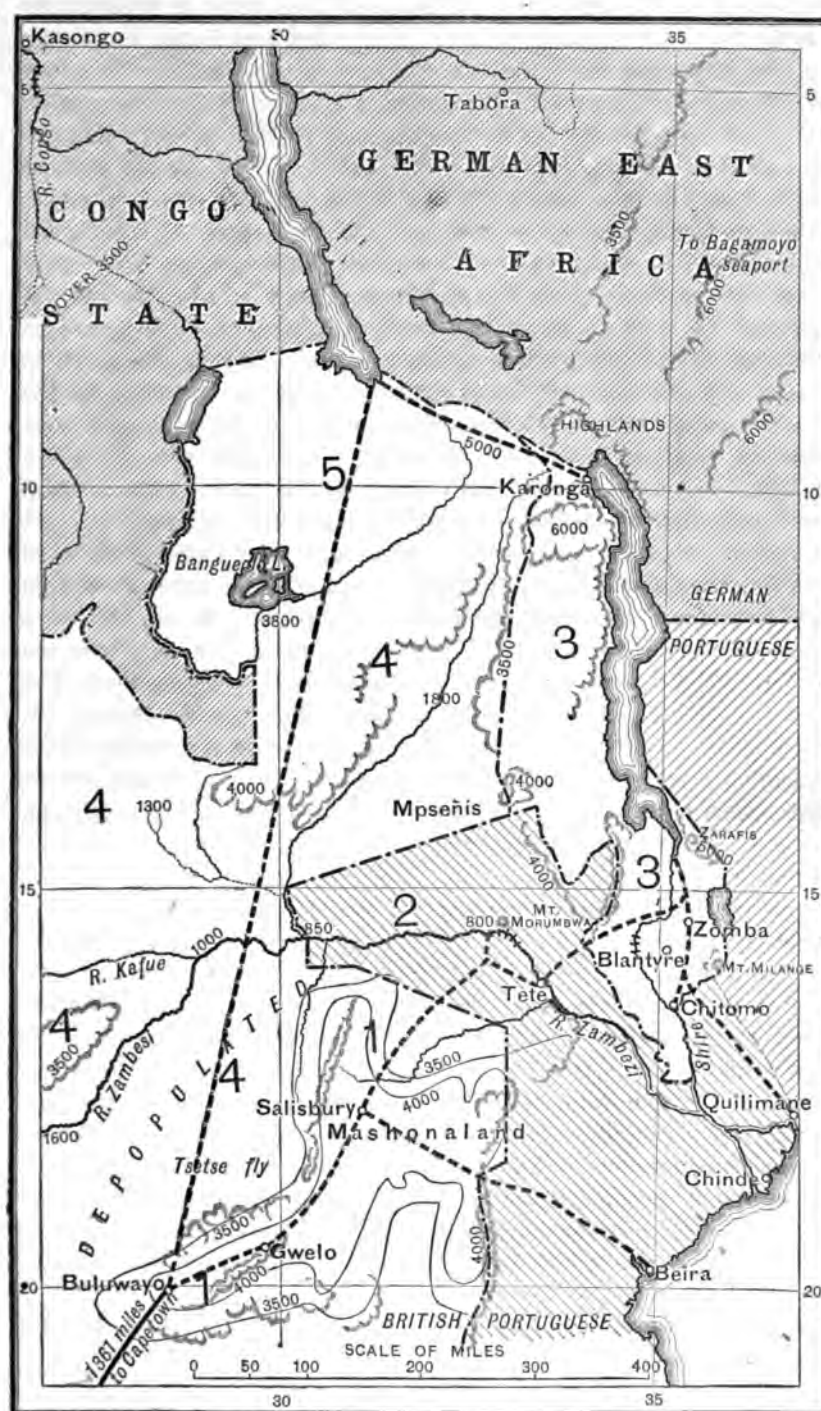 Kasongo
50
35
5
5
Tabora
GERMAN EAST
AFRICA
R. Congo
CONGO
STATE
OVER 3500
3500
To Bagamoyo
seaport
6000
6000
HIGHLANDS
5000
5
10
Karonga
10
6000
Bangueolo L.
3800
GERMAN
PORTUGUESE
3
4
3500
1800
4
1300
4000
4000
Mpseñis
ZARAFIS
6000
4000
15
3
15
2
MT.
MORUMBWA
800
850
Zomba
1000
R. Kafue
Blantyre
MT. MILANGE
Tete
Chitomo
4
3500
R. Zambesi
1600
DEPOPULATED
1
4
3500
4000
R. Zambezi
Shire
Quilimane
Salisbury
Mashonaland
Tsetse fly
Chinde
3500
4000
Gwelo
Beira
20
Buluwayo
1
4000
3500
20
BRITISH
PORTUGUESE
1361 miles
to Capetown
SCALE OF MILES
0 50 100 200 300 400
30
35